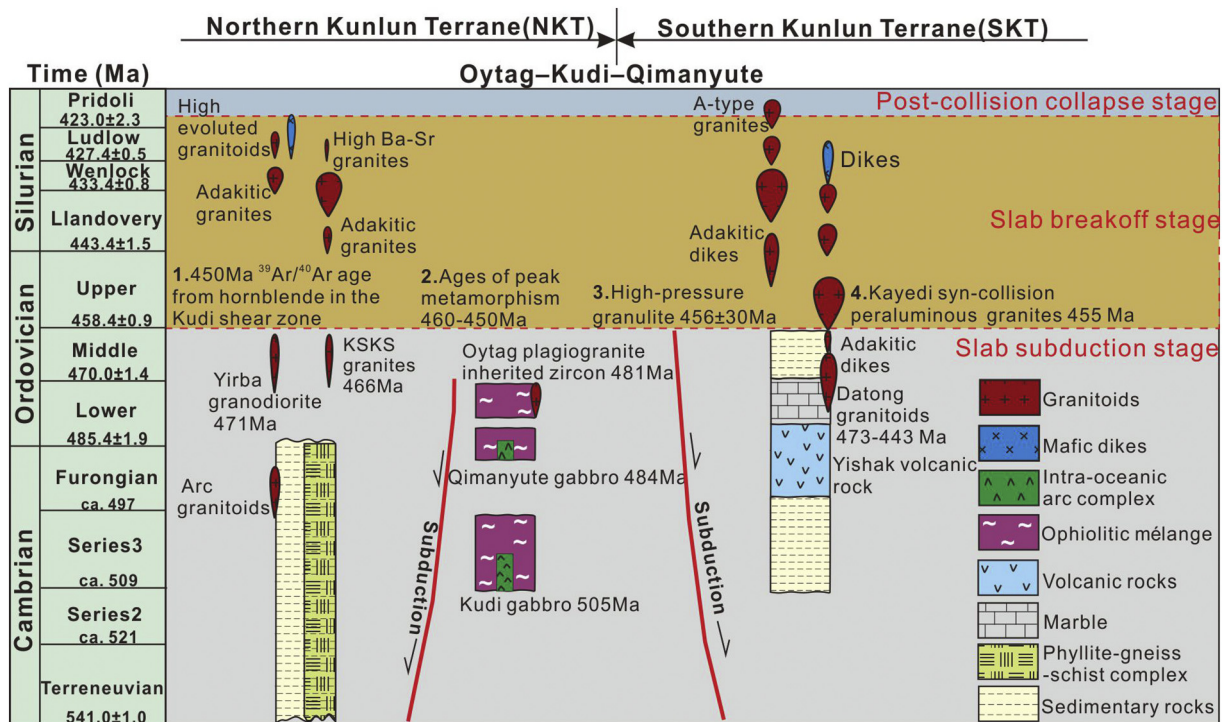 Northern Kunlun Terrane(NKT)
Southern Kunlun Terrane(SKT)
Time (Ma)
Oytag–Kudi–Qimanyute
Silurian
Ordovician
Cambrian
Pridoli
423.0±2.3
Ludlow
427.4±0.5
Wenlock
433.4±0.8
Llandovery
443.4±1.5
Upper
458.4±0.9
Middle
470.0±1.4
Lower
485.4±1.9
Furongian
ca. 497
Series3
ca. 509
Series2
ca. 521
Terreneuvian
541.0±1.0
High
evoluted
granitoids
High Ba-Sr
granites
Adakitic
granites
Adakitic
granites
A-type
granites
Dikes
Adakitic
dikes
Post-collision collapse stage
Slab breakoff stage
1.450Ma ³⁹Ar/⁴⁰Ar age
from hornblende in the
Kudi shear zone
2.Ages of peak
metamorphism
460-450Ma
3.High-pressure
granulite 456±30Ma
4.Kayedi syn-collision
peraluminous granites 455 Ma
Slab subduction stage
Yirba
granodiorite
471Ma
KSKS
granites
466Ma
Oytag plagiogranite
inherited zircon 481Ma
Adakitic
dikes
Datong
granitoids
473-443 Ma
Arc
granitoids
Qimanyute gabbro 484Ma
Yishak volcanic
rock
Subduction
Subduction
Kudi gabbro 505Ma
Granitoids
Mafic dikes
Intra-oceanic
arc complex
Ophiolitic mélange
Volcanic rocks
Marble
Phyllite-gneiss
-schist complex
Sedimentary rocks